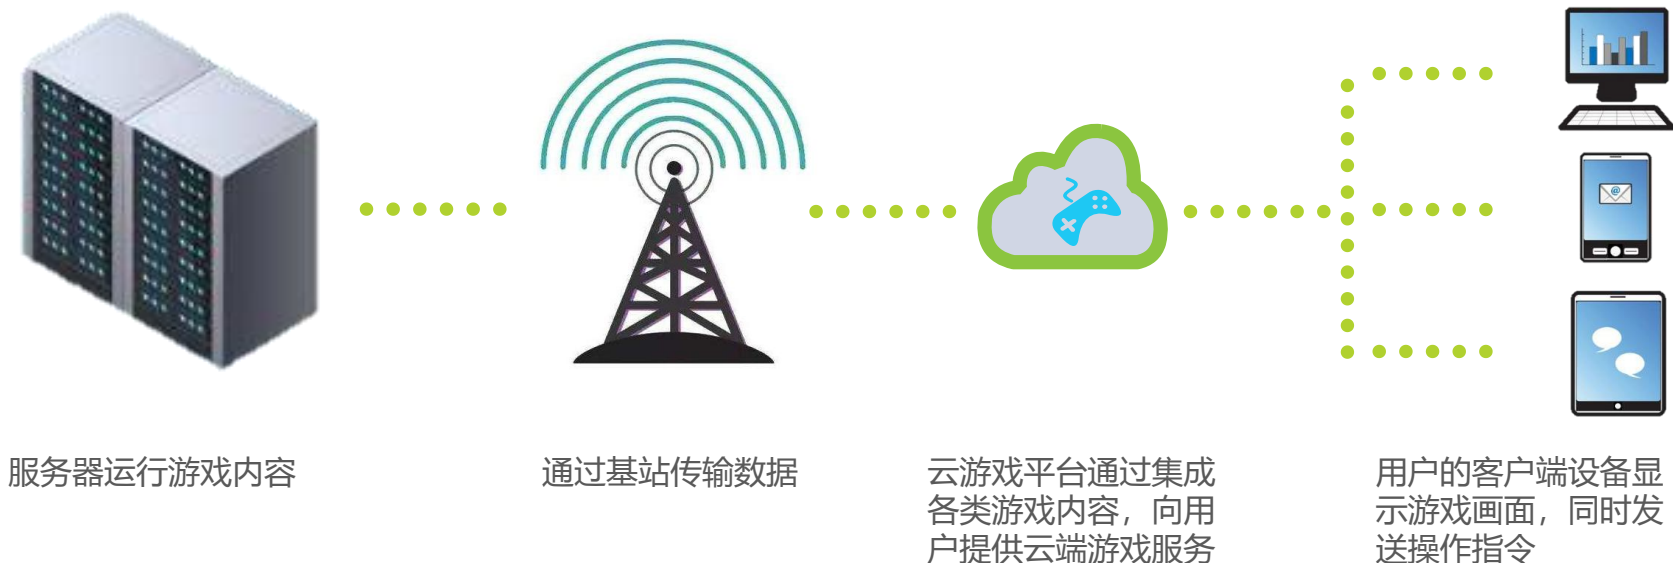 服务器运行游戏内容
通过基站传输数据
云游戏平台通过集成
各类游戏内容，向用
户提供云端游戏服务
用户的客户端设备显
示游戏画面，同时发
送操作指令
@